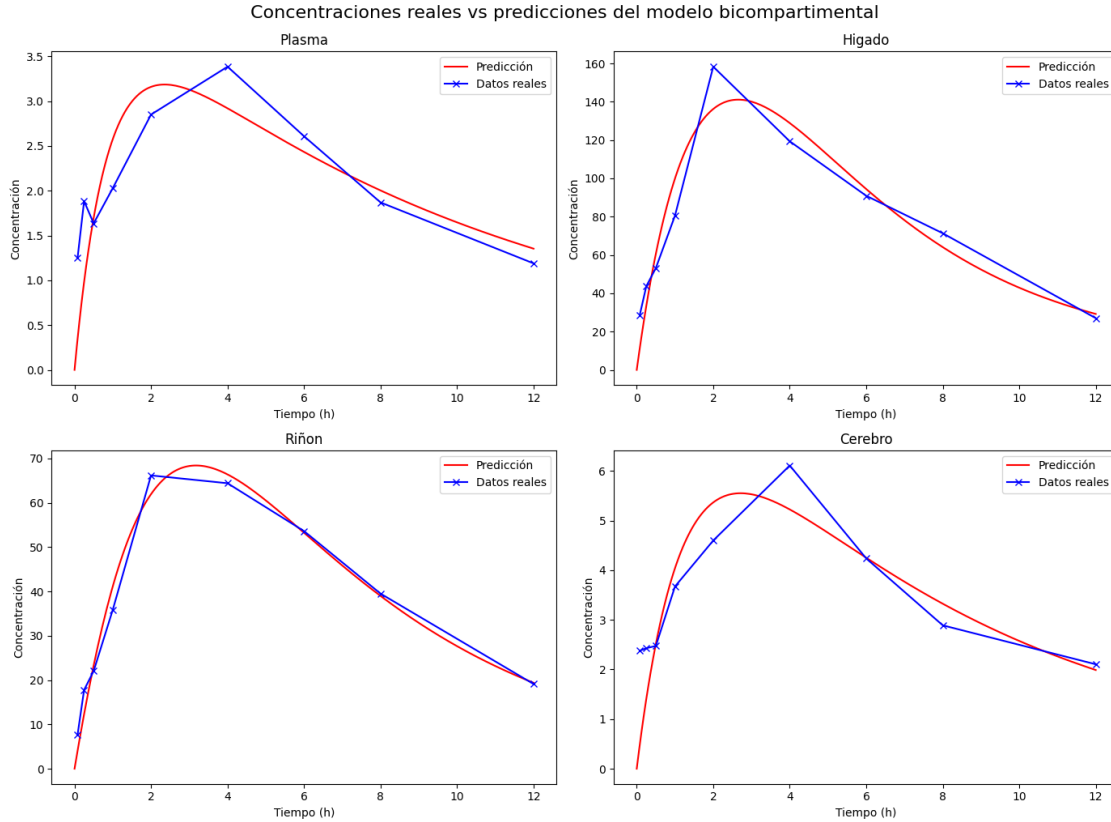 Concentraciones reales vs predicciones del modelo bicompartimental
Plasma
Predicción
Datos reales
Concentración
3.5
3.0
2.5
2.0
1.5
1.0
0.5
0.0
0 2 4 6 8 10 12
Tiempo (h)
Higado
Predicción
Datos reales
Concentración
160
140
120
100
80
60
40
20
0
0 2 4 6 8 10 12
Tiempo (h)
Riñon
Predicción
Datos reales
Concentración
70
60
50
40
30
20
10
0
0 2 4 6 8 10 12
Tiempo (h)
Cerebro
Predicción
Datos reales
Concentración
6
5
4
3
2
1
0
0 2 4 6 8 10 12
Tiempo (h)